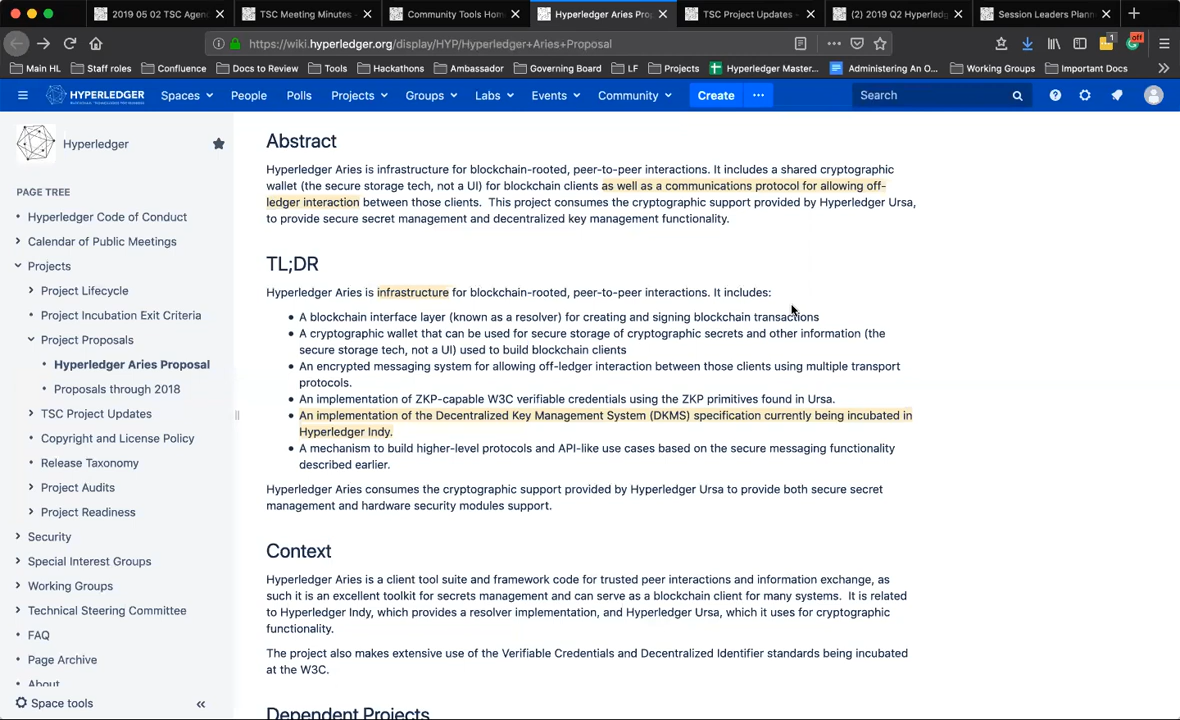 2019 05 02 TSC Agen
TSC Meeting Minutes -
Community Tools Hom
Hyperledger Aries Prop
TSC Project Updates -
(2) 2019 Q2 Hyperled
Session Leaders Plann
https://wiki.hyperledger.org/display/HYP/Hyperledger+Aries+Proposal
1
off
Main HL
Staff roles
Confluence
Docs to Review
Tools
Hackathons
Ambassador
Governing Board
LF
Projects
Hyperledger Master...
Administering An O...
Working Groups
Important Docs
HYPERLEDGER
Spaces
People
Polls
Projects
Groups
Labs
Events
Community
Create
Search
Hyperledger
PAGE TREE
Hyperledger Code of Conduct
Calendar of Public Meetings
Projects
Project Lifecycle
Project Incubation Exit Criteria
Project Proposals
Hyperledger Aries Proposal
Proposals through 2018
TSC Project Updates
Copyright and License Policy
Release Taxonomy
Project Audits
Project Readiness
Security
Special Interest Groups
Working Groups
Technical Steering Committee
FAQ
Page Archive
About
Space tools
Abstract
Hyperledger Aries is infrastructure for blockchain-rooted, peer-to-peer interactions. It includes a shared cryptographic
wallet (the secure storage tech, not a UI) for blockchain clients as well as a communications protocol for allowing off-
ledger interaction between those clients.  This project consumes the cryptographic support provided by Hyperledger Ursa,
to provide secure secret management and decentralized key management functionality.
TL;DR
Hyperledger Aries is infrastructure for blockchain-rooted, peer-to-peer interactions. It includes:
• A blockchain interface layer (known as a resolver) for creating and signing blockchain transactions
• A cryptographic wallet that can be used for secure storage of cryptographic secrets and other information (the
secure storage tech, not a UI) used to build blockchain clients
• An encrypted messaging system for allowing off-ledger interaction between those clients using multiple transport
protocols.
• An implementation of ZKP-capable W3C verifiable credentials using the ZKP primitives found in Ursa.
• An implementation of the Decentralized Key Management System (DKMS) specification currently being incubated in
Hyperledger Indy.
• A mechanism to build higher-level protocols and API-like use cases based on the secure messaging functionality
described earlier.
Hyperledger Aries consumes the cryptographic support provided by Hyperledger Ursa to provide both secure secret
management and hardware security modules support.
Context
Hyperledger Aries is a client tool suite and framework code for trusted peer interactions and information exchange, as
such it is an excellent toolkit for secrets management and can serve as a blockchain client for many systems.  It is related
to Hyperledger Indy, which provides a resolver implementation, and Hyperledger Ursa, which it uses for cryptographic
functionality.
The project also makes extensive use of the Verifiable Credentials and Decentralized Identifier standards being incubated
at the W3C.
Dependent Projects